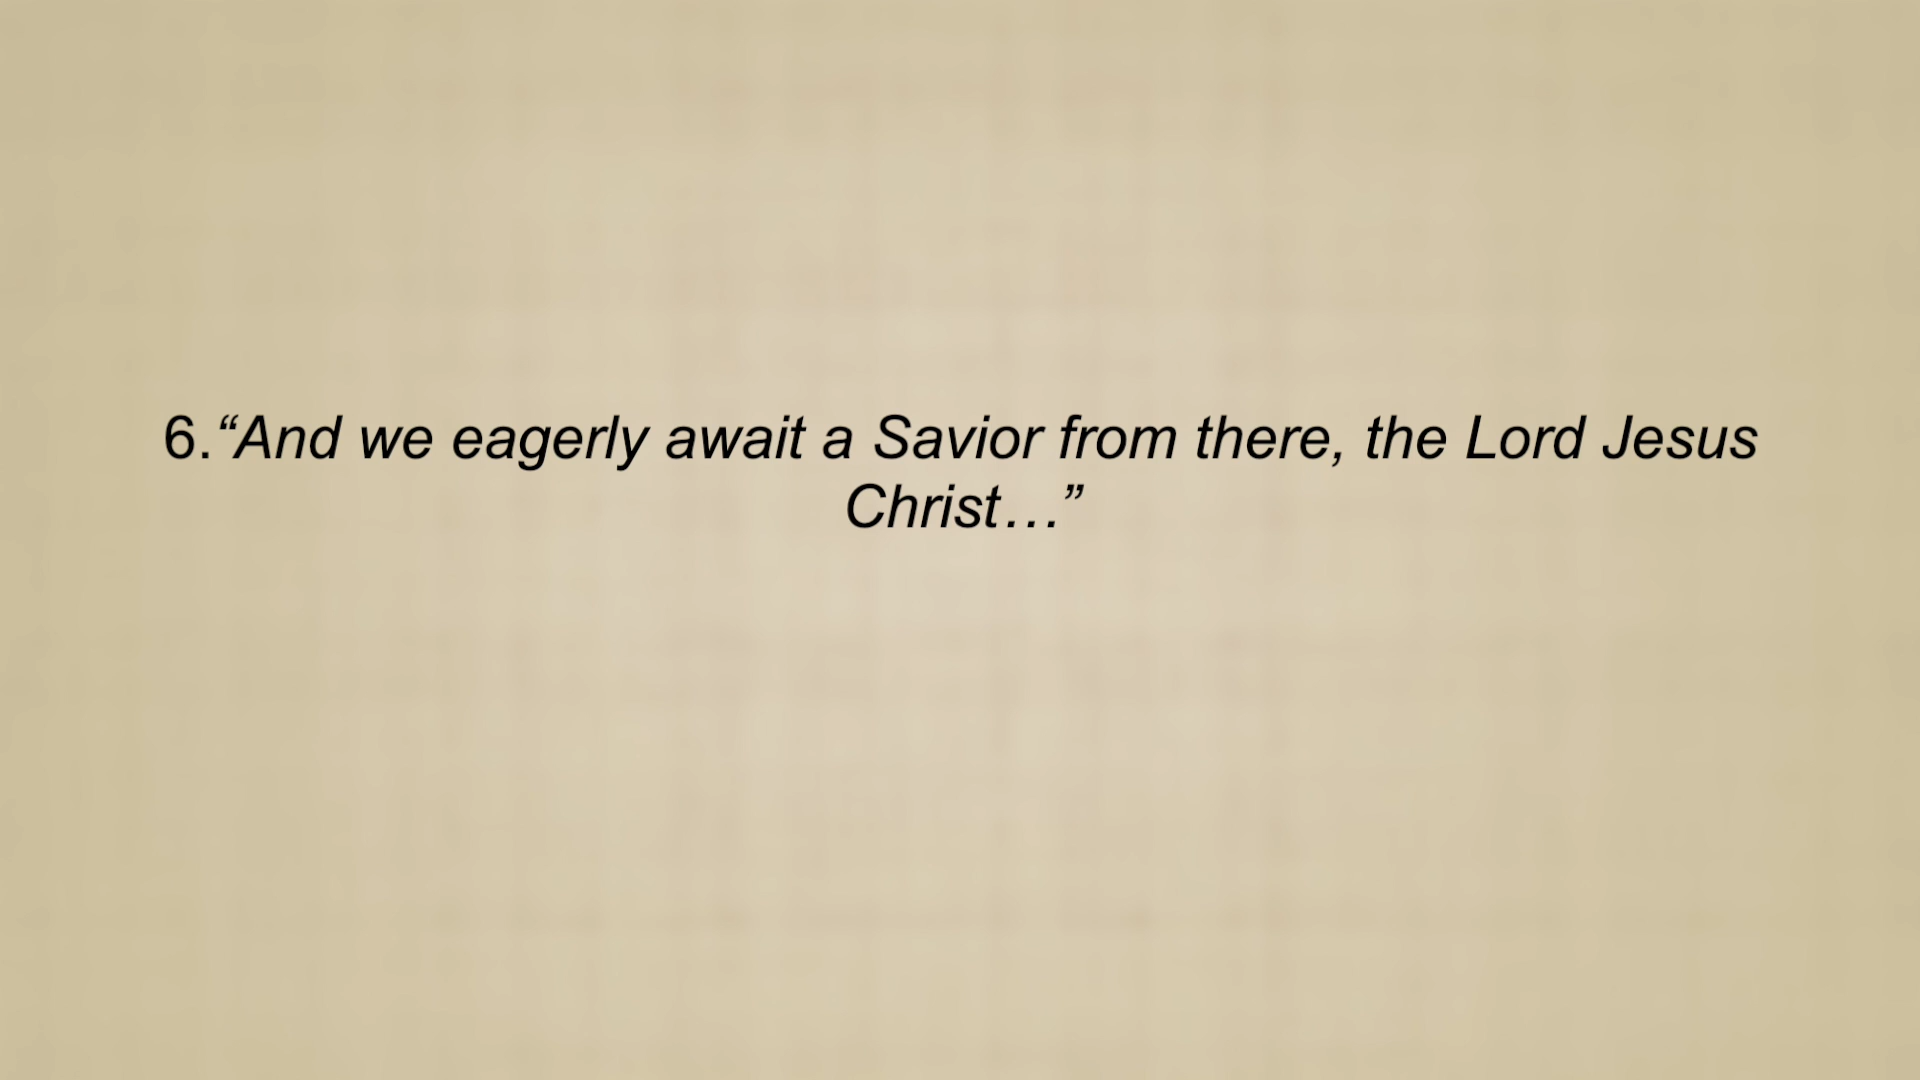 6.“And we eagerly await a Savior from there, the Lord Jesus
Christ…”